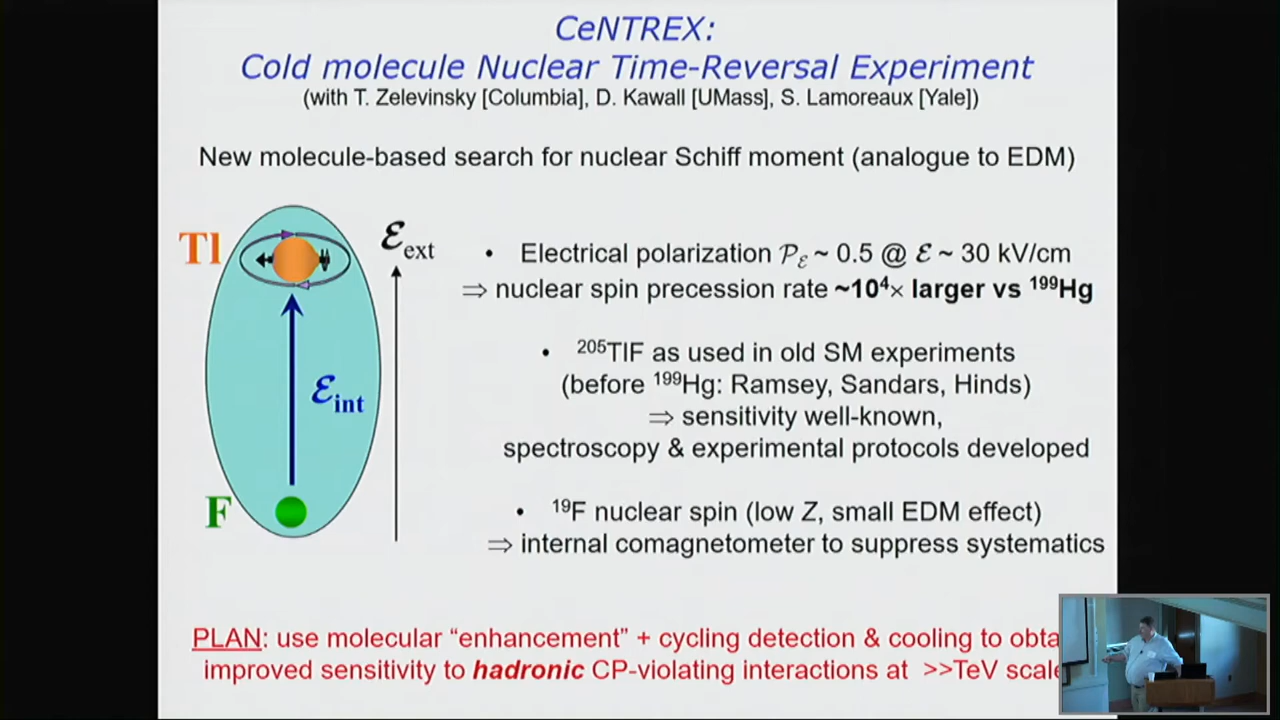 CeNTREX:
Cold molecule Nuclear Time-Reversal Experiment
(with T. Zelevinsky [Columbia], D. Kawall [UMass], S. Lamoreaux [Yale])
New molecule-based search for nuclear Schiff moment (analogue to EDM)
Tl
ℰext
ℰint
F
• Electrical polarization 𝒫ℰ ~ 0.5 @ ℰ ~ 30 kV/cm
⇒ nuclear spin precession rate ~10⁴× larger vs ¹⁹⁹Hg
• ²⁰⁵TlF as used in old SM experiments
(before ¹⁹⁹Hg: Ramsey, Sandars, Hinds)
⇒ sensitivity well-known,
spectroscopy & experimental protocols developed
• ¹⁹F nuclear spin (low Z, small EDM effect)
⇒ internal comagnetometer to suppress systematics
PLAN: use molecular “enhancement” + cycling detection & cooling to obta
improved sensitivity to hadronic CP-violating interactions at >>TeV scale